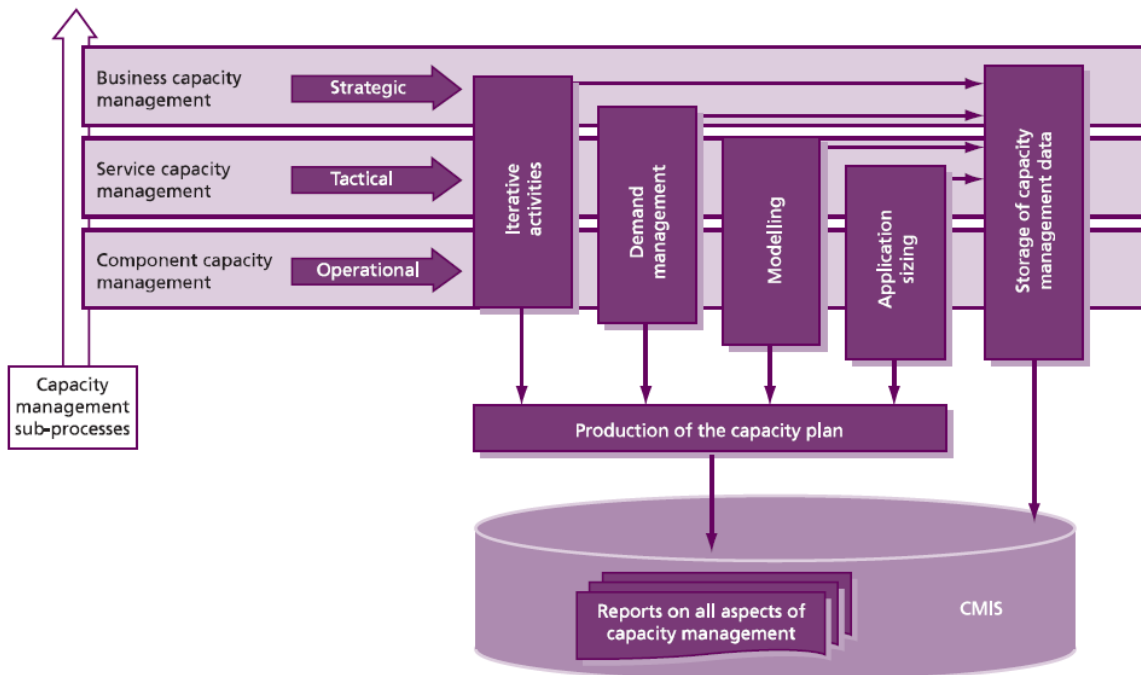 Business capacity
management
Strategic
Service capacity
management
Tactical
Component capacity
management
Operational
Iterative
activities
Demand
management
Modelling
Application
sizing
Storage of capacity
management data
Capacity
management
sub-processes
Production of the capacity plan
Reports on all aspects of
capacity management
CMIS